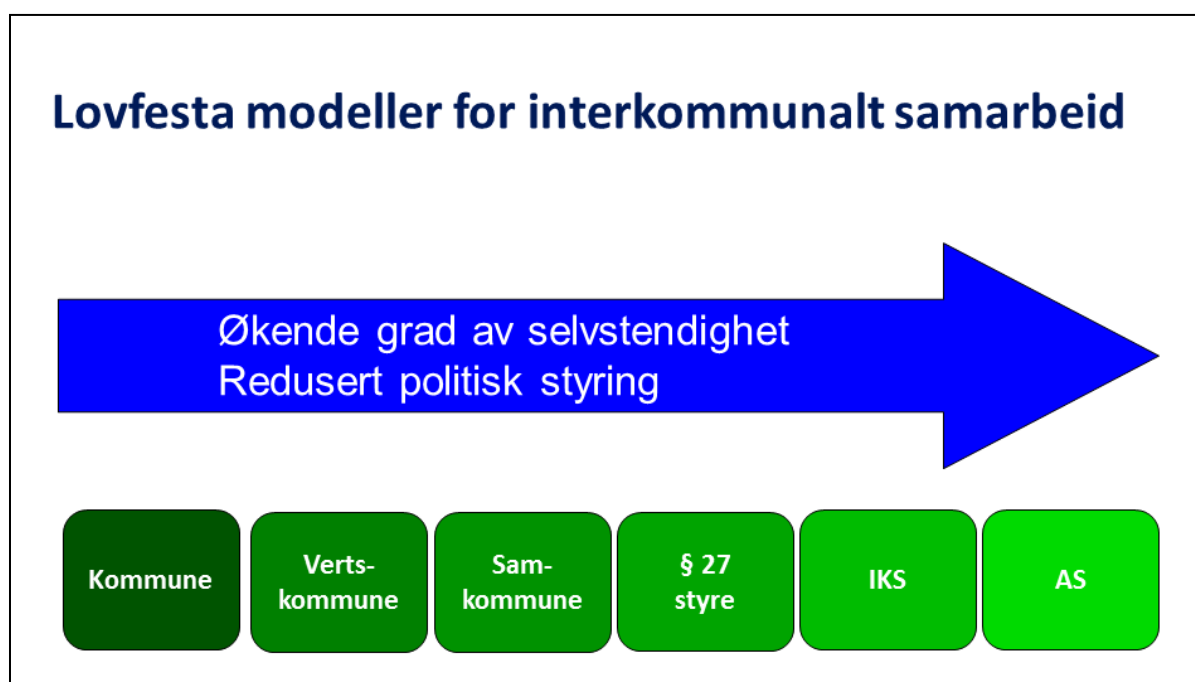 Lovfesta modeller for interkommunalt samarbeid
Økende grad av selvstendighet
Redusert politisk styring
Kommune
Verts-
kommune
Sam-
kommune
§ 27
styre
IKS
AS